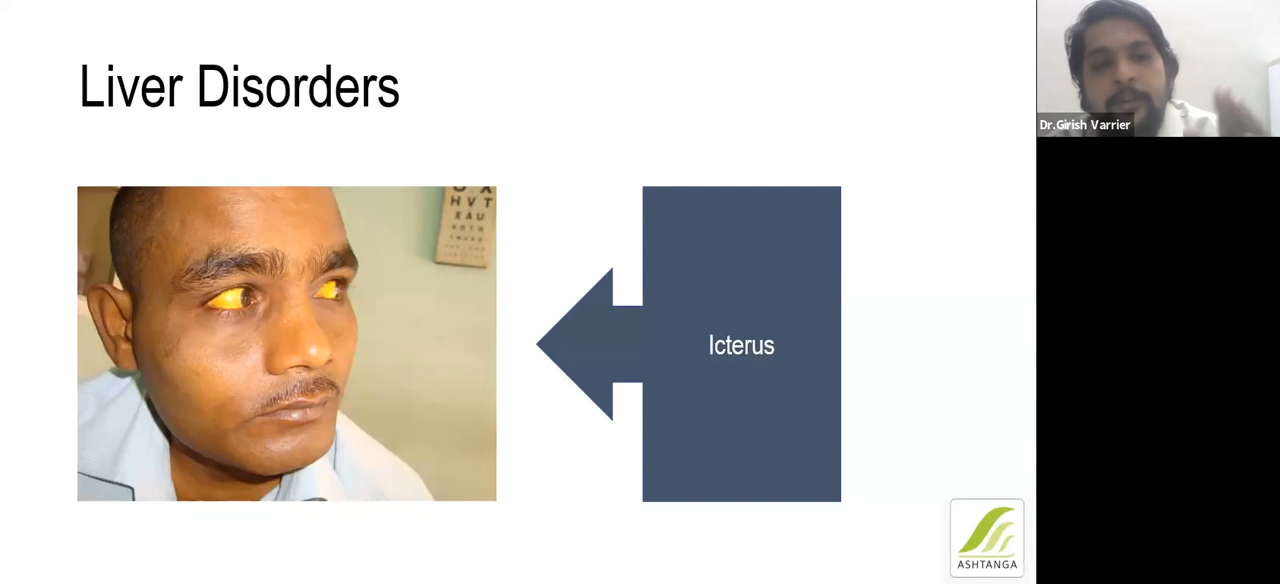 Liver Disorders
Dr.Girish Varrier
H V T
X A U
Icterus
ASHTANGA